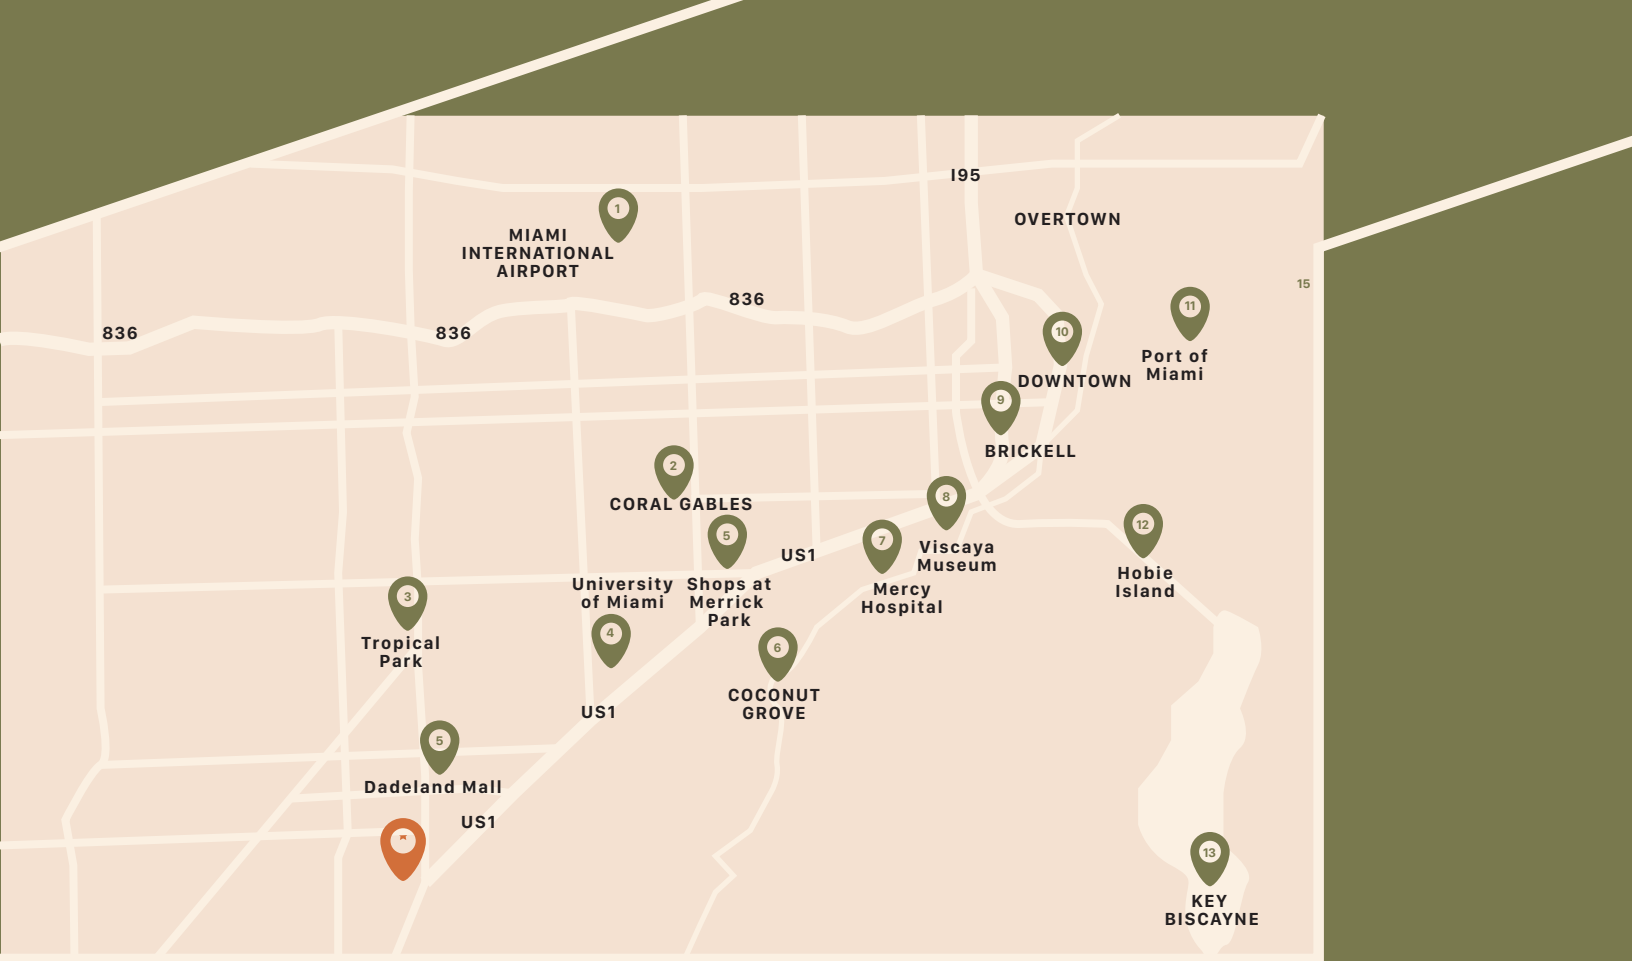 I95
1
OVERTOWN
MIAMI
INTERNATIONAL
AIRPORT
15
836
11
836
836
10
Port of
Miami
DOWNTOWN
9
BRICKELL
2
CORAL GABLES
8
12
5
7
US1
Viscaya
Museum
Hobie
Island
University
of Miami
Shops at
Merrick
Park
Mercy
Hospital
3
Tropical
Park
4
6
COCONUT
GROVE
US1
5
Dadeland Mall
US1
13
KEY
BISCAYNE